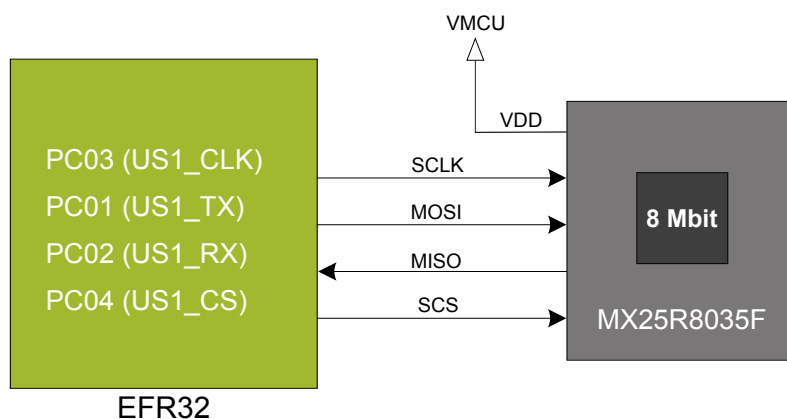 VMCU
VDD
PC03 (US1_CLK)
SCLK
PC01 (US1_TX)
MOSI
PC02 (US1_RX)
MISO
PC04 (US1_CS)
SCS
8 Mbit
MX25R8035F
EFR32